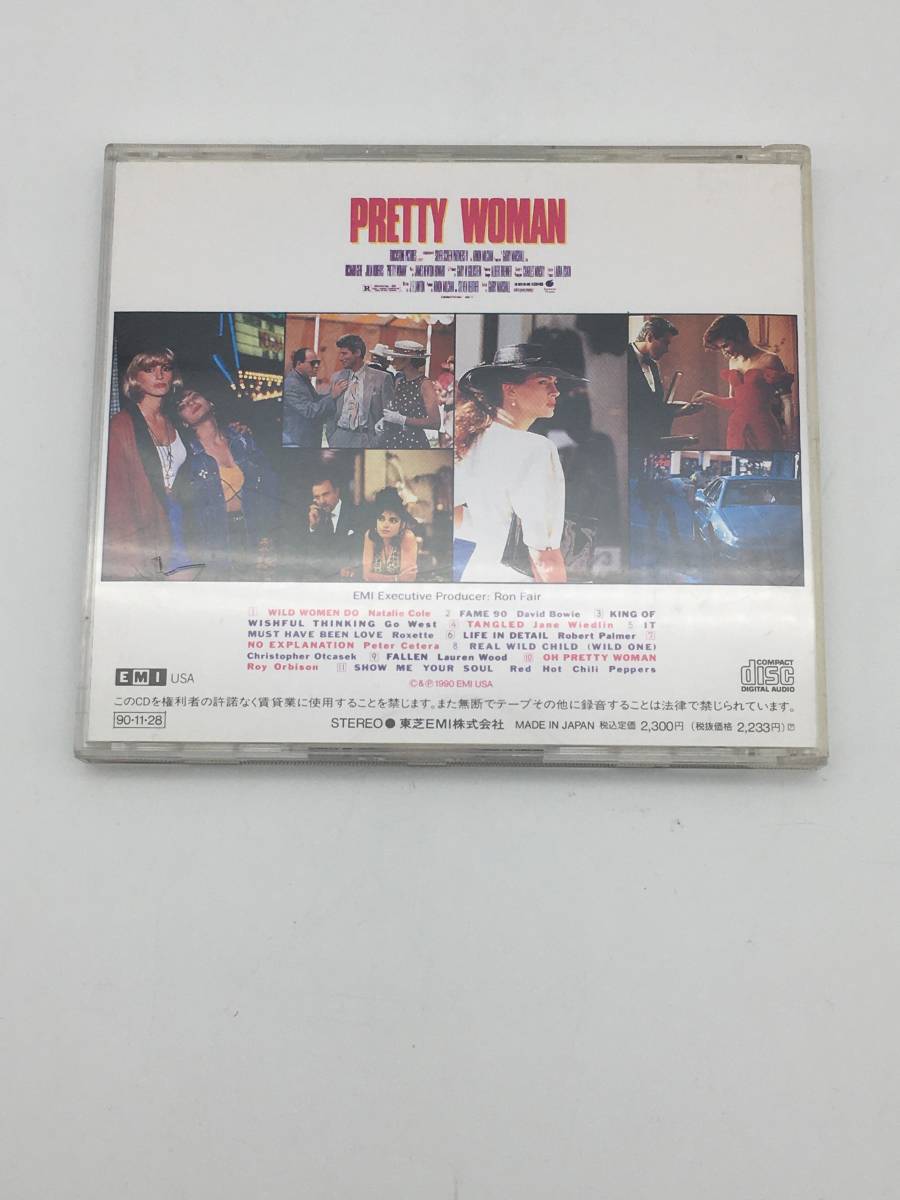 PRETTY WOMAN
EMI Executive Producer: Ron Fair
1 WILD WOMEN DO Natalie Cole 2 FAME 90 David Bowie 3 KING OF
WISHFUL THINKING Go West 4 TANGLED Jane Wiedlin 5 IT
MUST HAVE BEEN LOVE Roxette 6 LIFE IN DETAIL Robert Palmer 7
NO EXPLANATION Peter Cetera 8 REAL WILD CHILD (WILD ONE)
Christopher Otcasek 9 FALLEN Lauren Wood 10 OH PRETTY WOMAN
Roy Orbison 11 SHOW ME YOUR SOUL Red Hot Chili Peppers
EMI USA
©&℗1990 EMI USA
COMPACT
disc
DIGITAL AUDIO
このCDを権利者の許諾なく賃貸業に使用することを禁じます。また無断でテープその他に録音することは法律で禁じられています。
90・11・28
STEREO● 東芝EMI株式会社 MADE IN JAPAN 税込定価 2,300円 (税抜価格 2,233円)